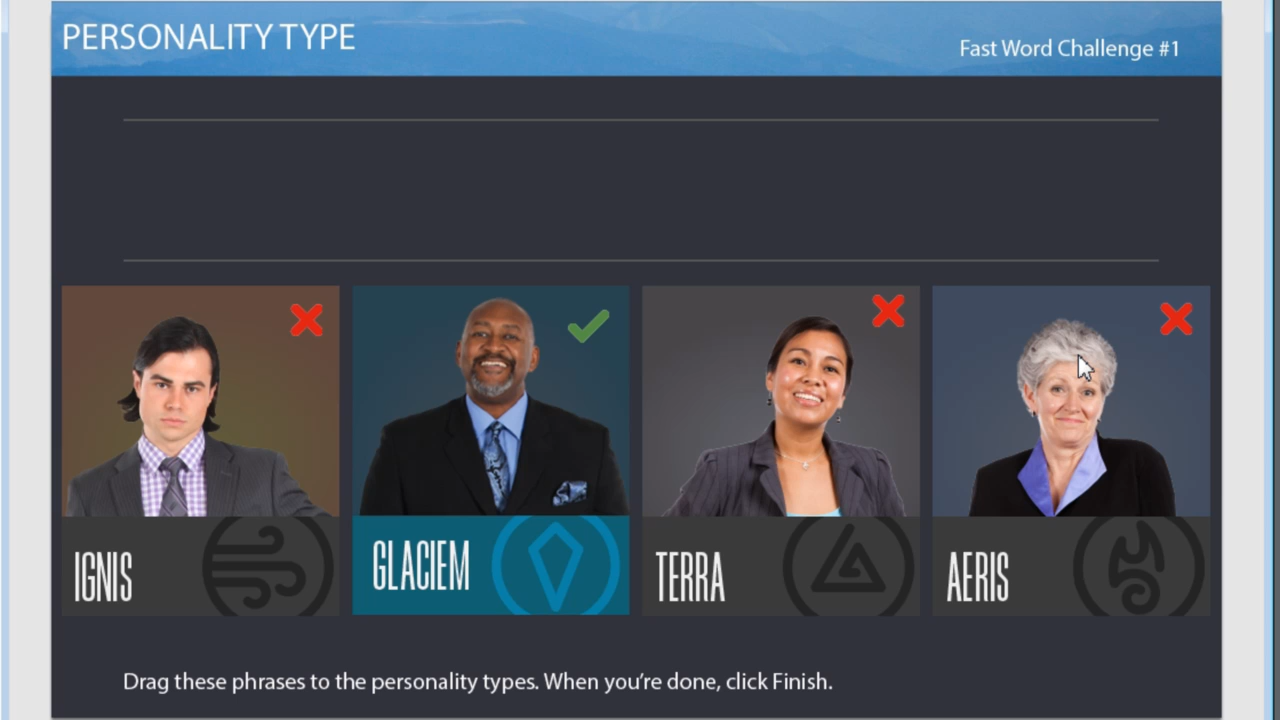 PERSONALITY TYPE
Fast Word Challenge #1
IGNIS
GLACIEM
TERRA
AERIS
Drag these phrases to the personality types. When you’re done, click Finish.